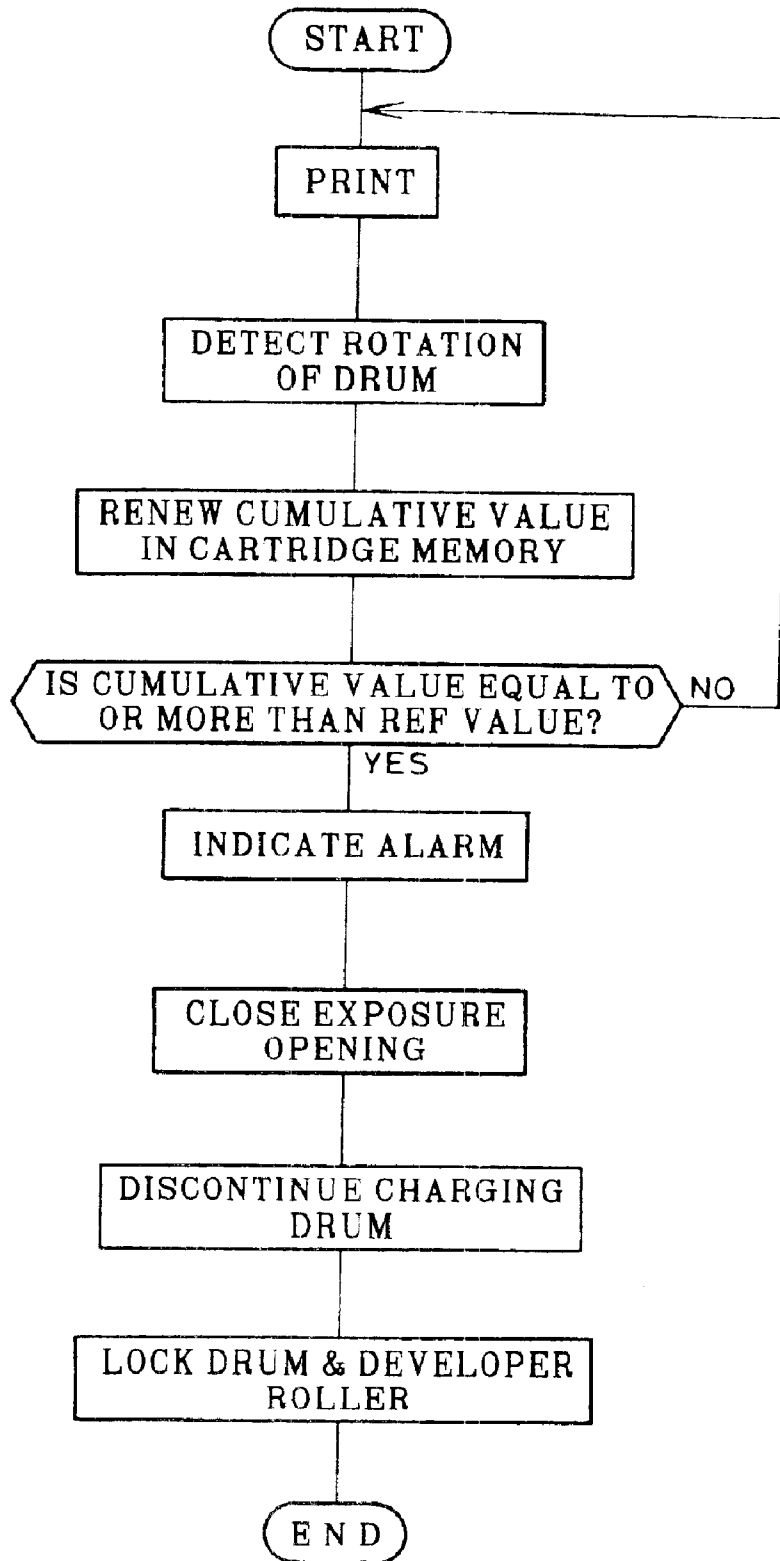 START
PRINT
DETECT ROTATION
OF DRUM
RENEW CUMULATIVE VALUE
IN CARTRIDGE MEMORY
IS CUMULATIVE VALUE EQUAL TO
OR MORE THAN REF VALUE?
NO
YES
INDICATE ALARM
CLOSE EXPOSURE
OPENING
DISCONTINUE CHARGING
DRUM
LOCK DRUM & DEVELOPER
ROLLER
END